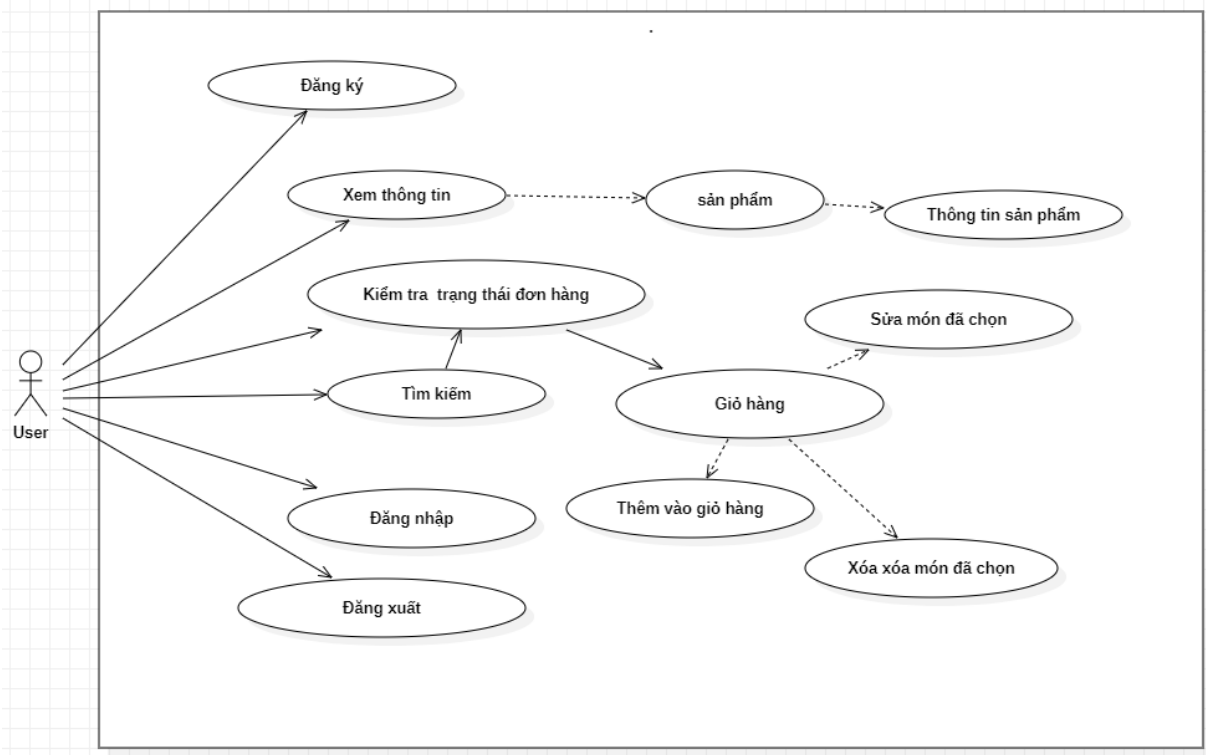 .
Đăng ký
Xem thông tin
sản phẩm
Thông tin sản phẩm
Kiểm tra  trạng thái đơn hàng
Sửa món đã chọn
Tìm kiếm
Giỏ hàng
User
Thêm vào giỏ hàng
Đăng nhập
Xóa xóa món đã chọn
Đăng xuất